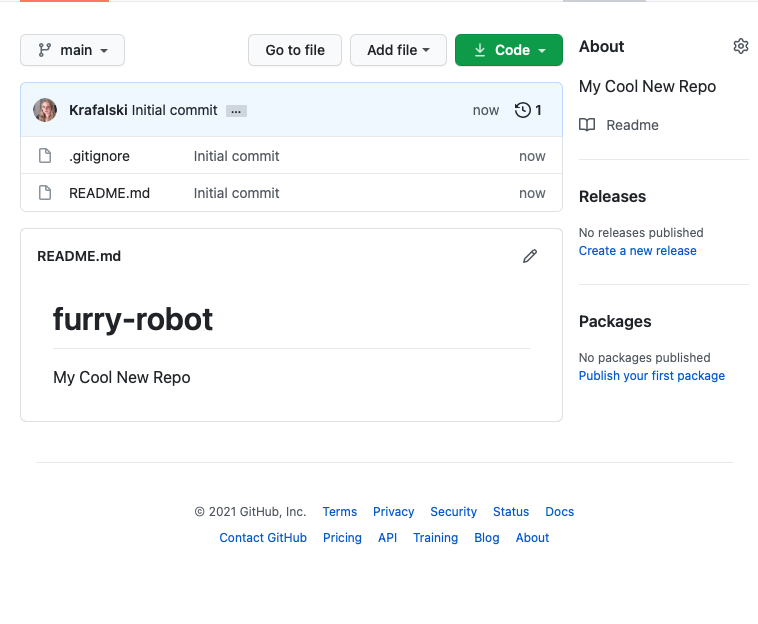 main
Go to file
Add file
Code
Krafalski Initial commit ... now 1
.gitignore Initial commit now
README.md Initial commit now
README.md
furry-robot
My Cool New Repo
About
My Cool New Repo
Readme
Releases
No releases published
Create a new release
Packages
No packages published
Publish your first package
© 2021 GitHub, Inc. Terms Privacy Security Status Docs
Contact GitHub Pricing API Training Blog About